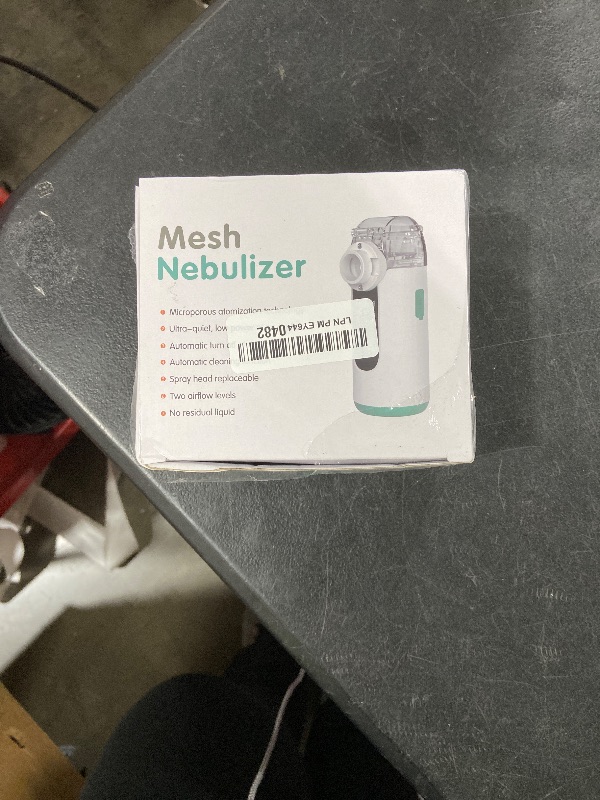 Mesh
Nebulizer
Microporous atomization
Ultra-quiet, low
Automatic turn
Automatic
Spray head replaceable
Two airflow levels
No residual liquid
LPN PM EY6440482